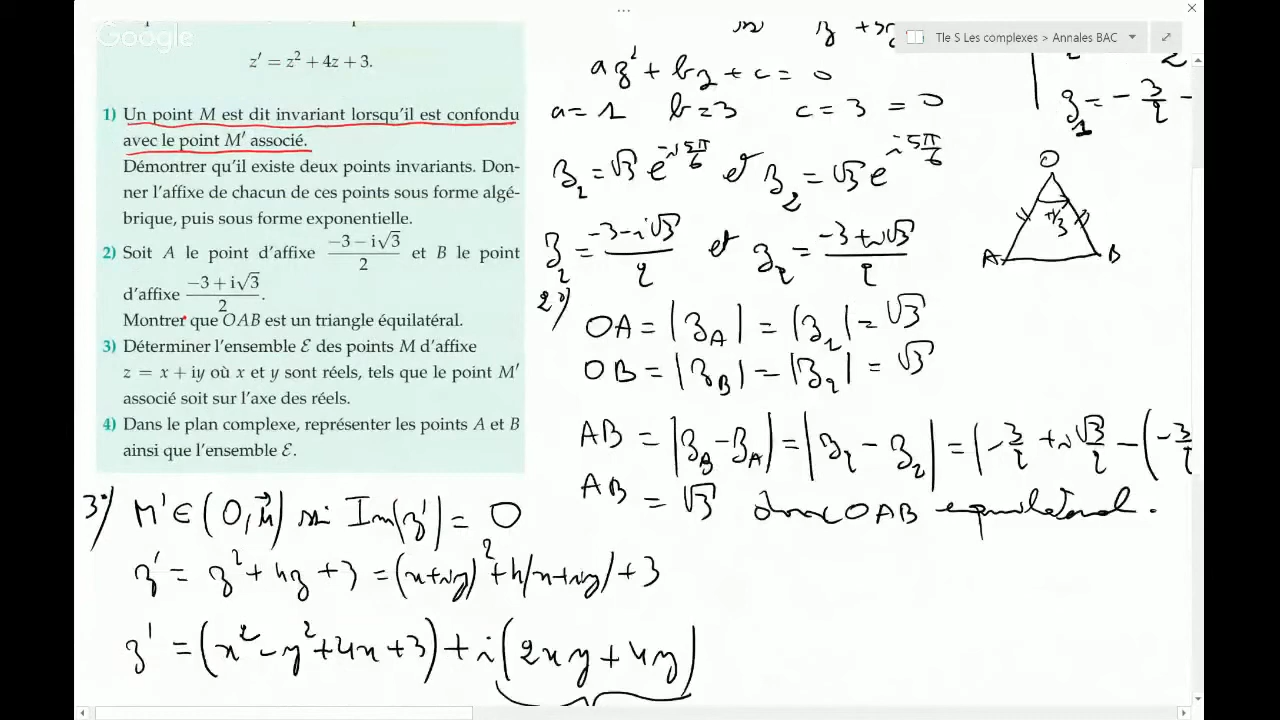 Google
Tle S Les complexes > Annales BAC
z′ = z² + 4z + 3.
1) Un point M est dit invariant lorsqu'il est confondu
avec le point M′ associé.
Démontrer qu'il existe deux points invariants. Don-
ner l'affixe de chacun de ces points sous forme algé-
brique, puis sous forme exponentielle.
2) Soit A le point d'affixe (−3 − i√3)/2 et B le point
d'affixe (−3 + i√3)/2.
Montrer que OAB est un triangle équilatéral.
3) Déterminer l'ensemble ℰ des points M d'affixe
z = x + iy où x et y sont réels, tels que le point M′
associé soit sur l'axe des réels.
4) Dans le plan complexe, représenter les points A et B
ainsi que l'ensemble ℰ.
az² + bz + c = 0
a = 1 b = 3 c = 3 = 0
z₁ = √3 e^(−i5π/6) et z₂ = √3 e^(i5π/6)
z₁ = (−3 − i√3)/2 et z₂ = (−3 + i√3)/2
z₁ = − 3/2 −
O
π/3
A B
2°)
OA = |z_A| = |z₁| = √3
OB = |z_B| = |z₂| = √3
AB = |z_B − z_A| = |z₂ − z₁| = |−3/2 + i√3/2 − (−3/2
AB = √3 donc OAB equilatéral.
3°) M′ ∈ (O, u⃗) ssi Im(z′) = 0
z′ = z² + 4z + 3 = (x + iy)² + 4(x + iy) + 3
z′ = (x² − y² + 4x + 3) + i(2xy + 4y)